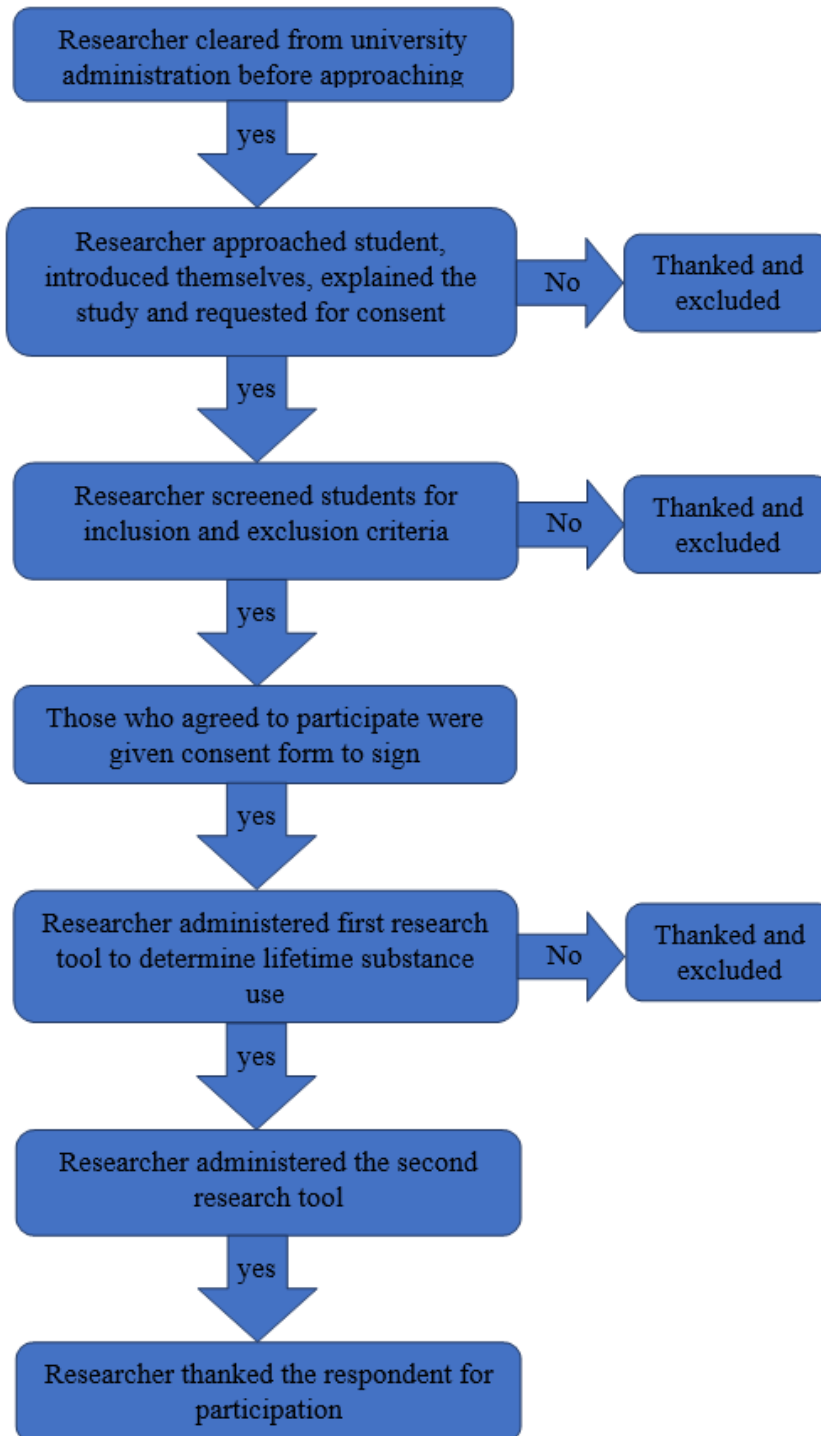 Researcher cleared from university
administration before approaching
yes
Researcher approached student,
introduced themselves, explained the
study and requested for consent
No
Thanked and
excluded
yes
Researcher screened students for
inclusion and exclusion criteria
No
Thanked and
excluded
yes
Those who agreed to participate were
given consent form to sign
yes
Researcher administered first research
tool to determine lifetime substance
use
No
Thanked and
excluded
yes
Researcher administered the second
research tool
yes
Researcher thanked the respondent for
participation